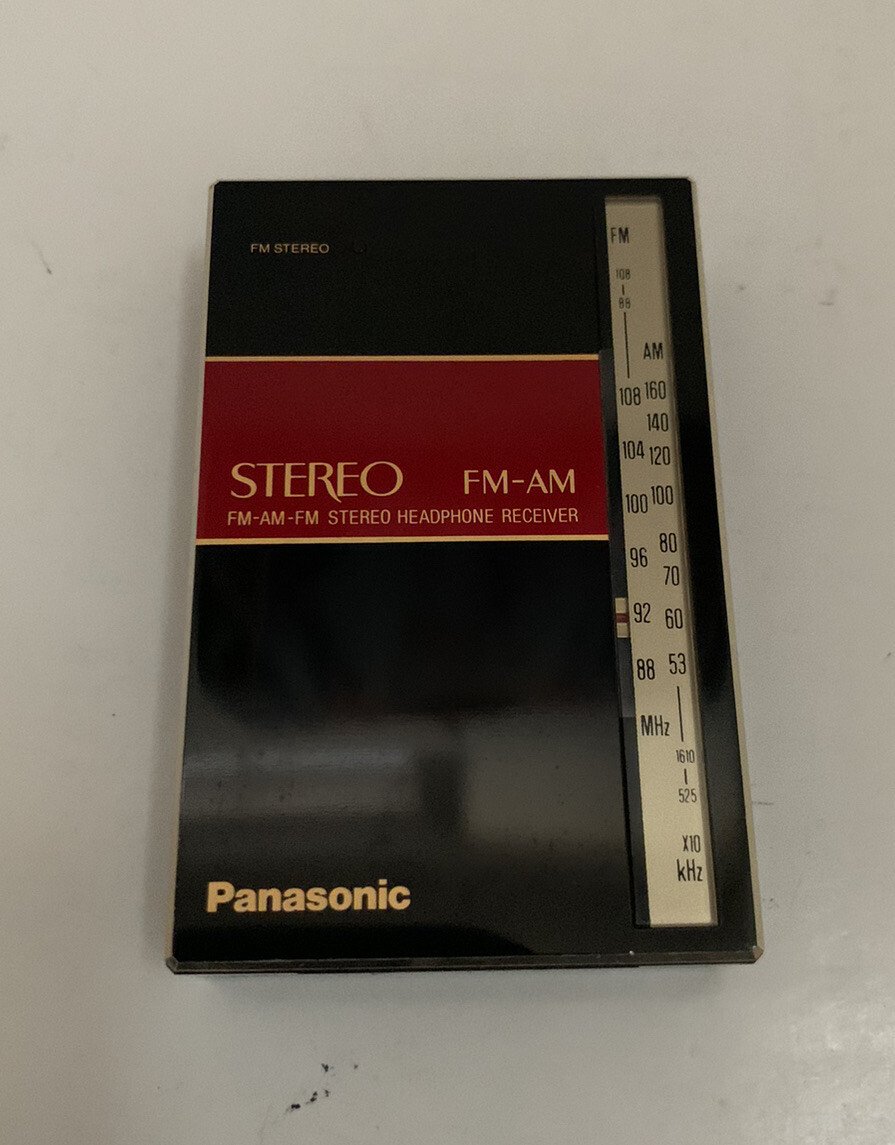 FM STEREO
STEREO FM-AM
FM-AM-FM STEREO HEADPHONE RECEIVER
Panasonic
FM
108
88
AM
108 160
140
104 120
100 100
96 80
70
92 60
88 53
MHz
1610
525
X10
kHz